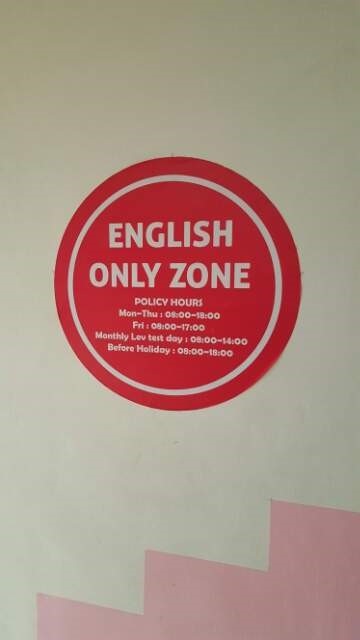 ENGLISH
ONLY ZONE
POLICY HOURS
Mon-Thu : 08:00-18:00
Fri : 08:00-17:00
Monthly Lev test day : 08:00-14:00
Before Holiday : 08:00-18:00